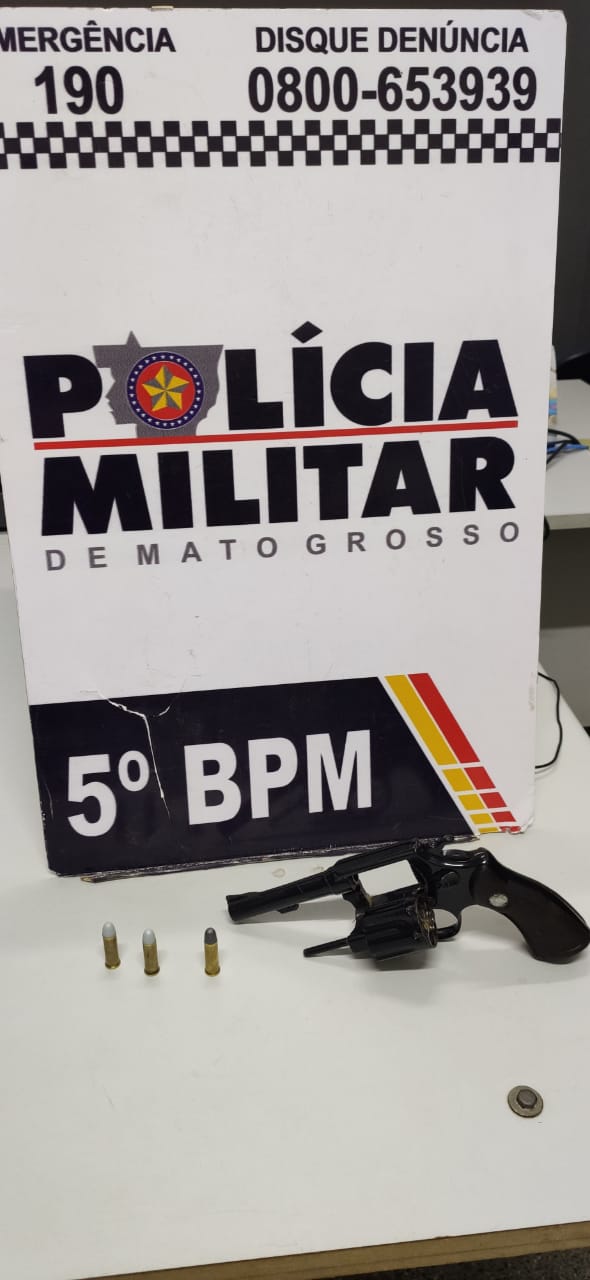 MERGÊNCIA DISQUE DENÚNCIA
190 0800-653939
POLÍCIA
MILITAR
DE MATO GROSSO
5º BPM